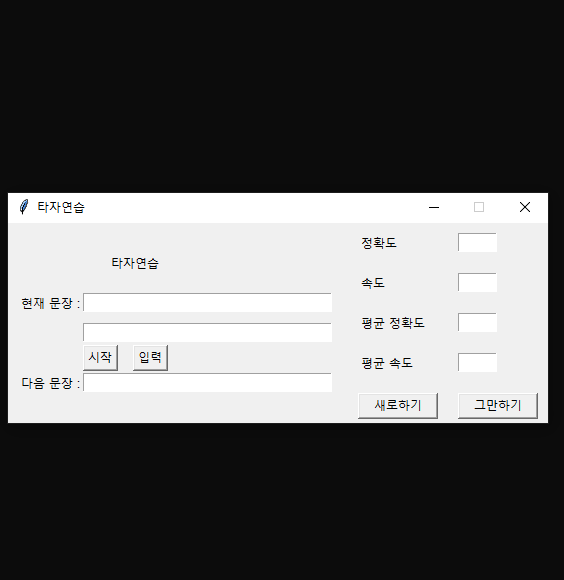 타자연습
타자연습
현재 문장 :
시작 입력
다음 문장 :
정확도
속도
평균 정확도
평균 속도
새로하기 그만하기